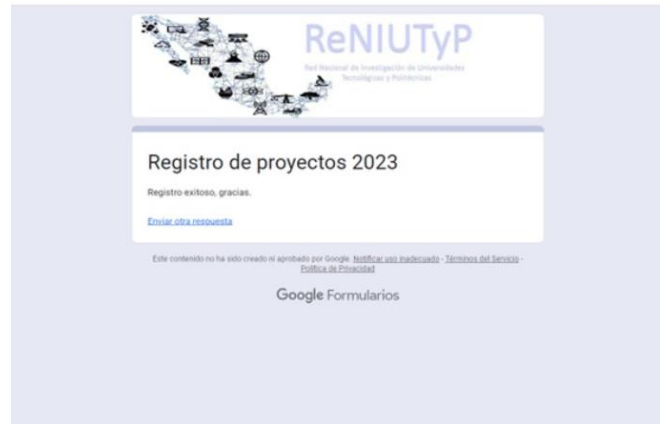 ReNIUTyP
Red Nacional de Investigación de Universidades
Tecnológicas y Politécnicas
Registro de proyectos 2023
Registro exitoso, gracias.
Enviar otra respuesta
Este contenido no ha sido creado ni aprobado por Google. Notificar uso inadecuado - Términos del Servicio -
Política de Privacidad
Google Formularios